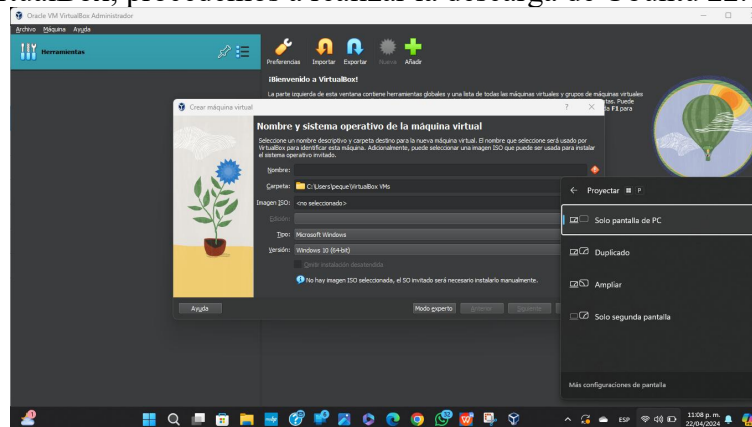 Oracle VM VirtualBox Administrador
Archivo Máquina Ayuda
Herramientas
Preferencias Importar Exportar Nueva Añadir
¡Bienvenido a VirtualBox!
La parte izquierda de esta ventana contiene herramientas globales y una lista de todas las máquinas virtuales y grupos de máquinas virtuales
Puede
F1 para
Crear máquina virtual
Nombre y sistema operativo de la máquina virtual
Seleccione un nombre descriptivo y carpeta destino para la nueva máquina virtual. El nombre que seleccione será usado por
VirtualBox para identificar esta máquina. Adicionalmente, puede seleccionar una imagen ISO que puede ser usada para instalar
el sistema operativo invitado.
Nombre:
Carpeta: C:\Users\peque\VirtualBox VMs
Imagen ISO: <no seleccionado>
Edición:
Tipo: Microsoft Windows
Versión: Windows 10 (64-bit)
Omitir instalación desatendida
No hay imagen ISO seleccionada, el SO invitado será necesario instalarlo manualmente.
Ayuda Modo experto Anterior Siguiente
Proyectar P
Solo pantalla de PC
Duplicado
Ampliar
Solo segunda pantalla
Más configuraciones de pantalla
ESP 11:08 p. m.
22/04/2024